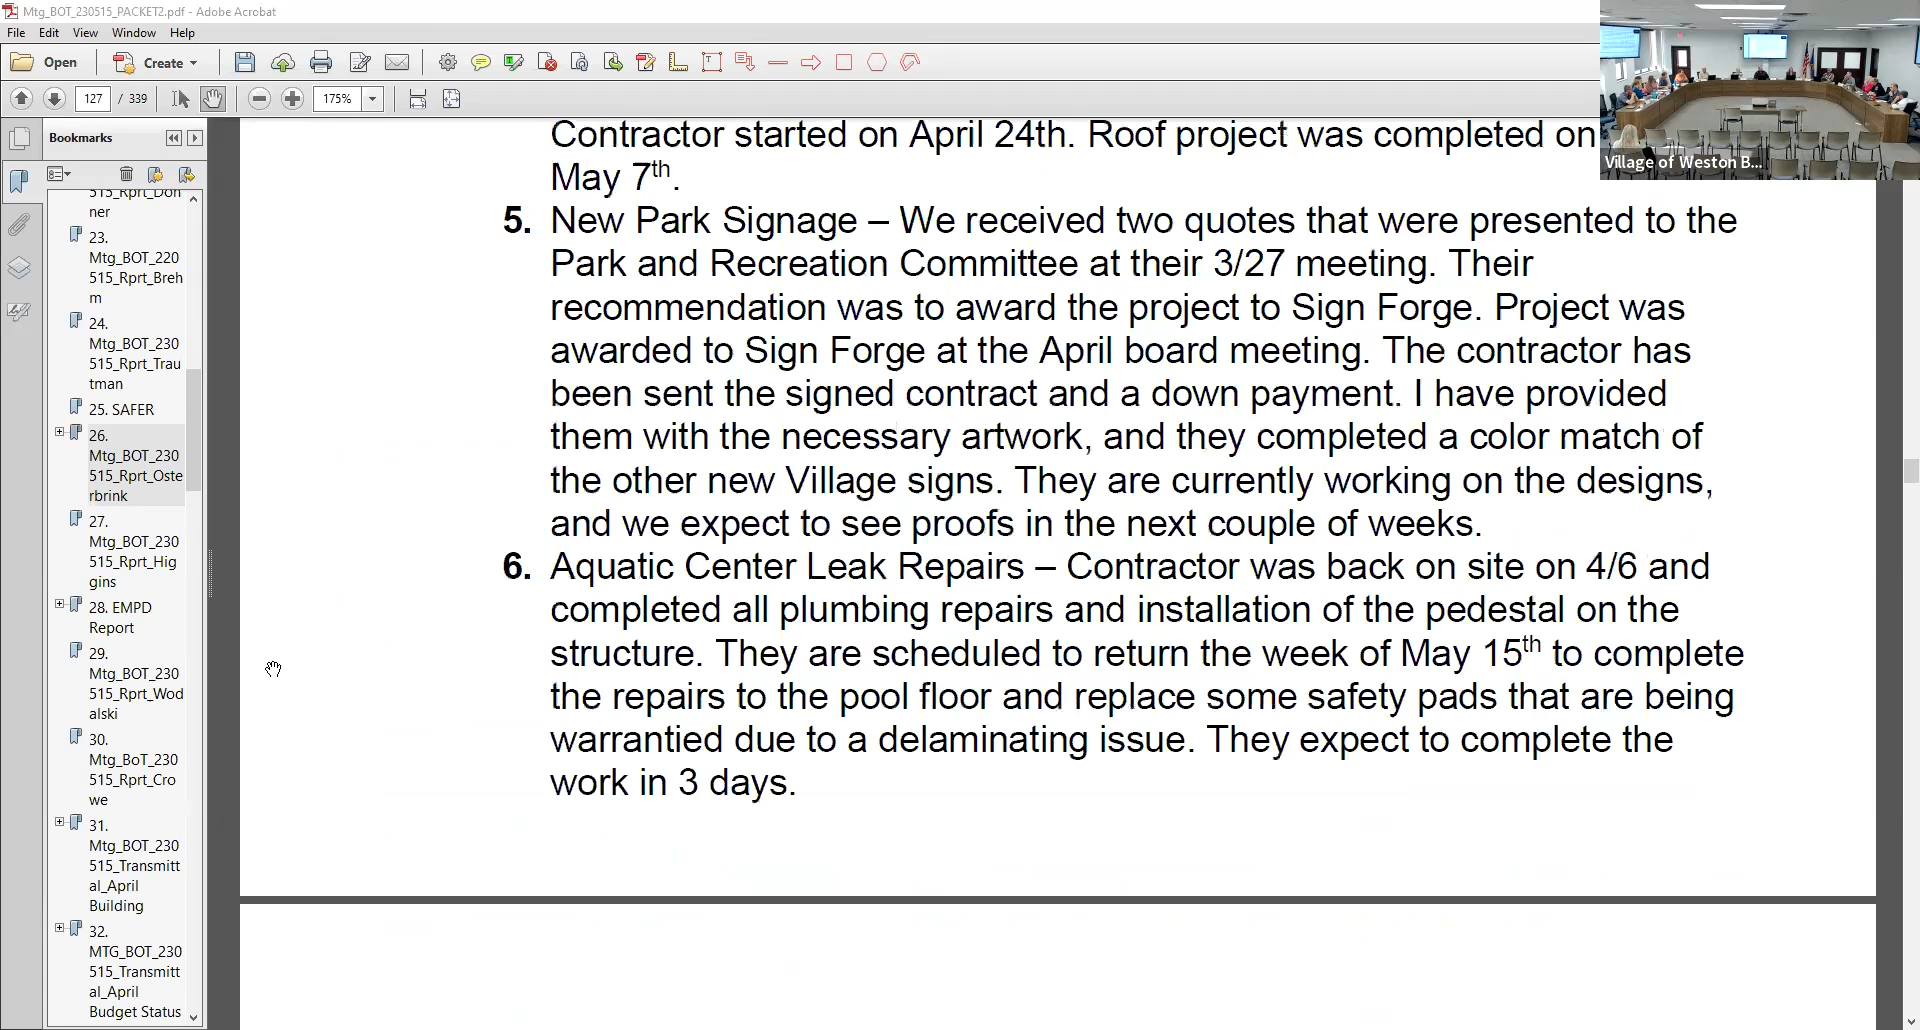 Mtg_BOT_230515_PACKET2.pdf - Adobe Acrobat
File Edit View Window Help
Open Create
127 / 339 175%
Bookmarks
515_Rprt_Don
ner
23.
Mtg_BOT_220
515_Rprt_Breh
m
24.
Mtg_BOT_230
515_Rprt_Trau
tman
25. SAFER
26.
Mtg_BOT_230
515_Rprt_Oste
rbrink
27.
Mtg_BOT_230
515_Rprt_Hig
gins
28. EMPD
Report
29.
Mtg_BOT_230
515_Rprt_Wod
alski
30.
Mtg_BoT_230
515_Rprt_Cro
we
31.
Mtg_BOT_230
515_Transmitt
al_April
Building
32.
MTG_BOT_230
515_Transmitt
al_April
Budget Status
Contractor started on April 24th. Roof project was completed on
May 7th.
5. New Park Signage – We received two quotes that were presented to the
Park and Recreation Committee at their 3/27 meeting. Their
recommendation was to award the project to Sign Forge. Project was
awarded to Sign Forge at the April board meeting. The contractor has
been sent the signed contract and a down payment. I have provided
them with the necessary artwork, and they completed a color match of
the other new Village signs. They are currently working on the designs,
and we expect to see proofs in the next couple of weeks.
6. Aquatic Center Leak Repairs – Contractor was back on site on 4/6 and
completed all plumbing repairs and installation of the pedestal on the
structure. They are scheduled to return the week of May 15th to complete
the repairs to the pool floor and replace some safety pads that are being
warrantied due to a delaminating issue. They expect to complete the
work in 3 days.
Village of Weston B...